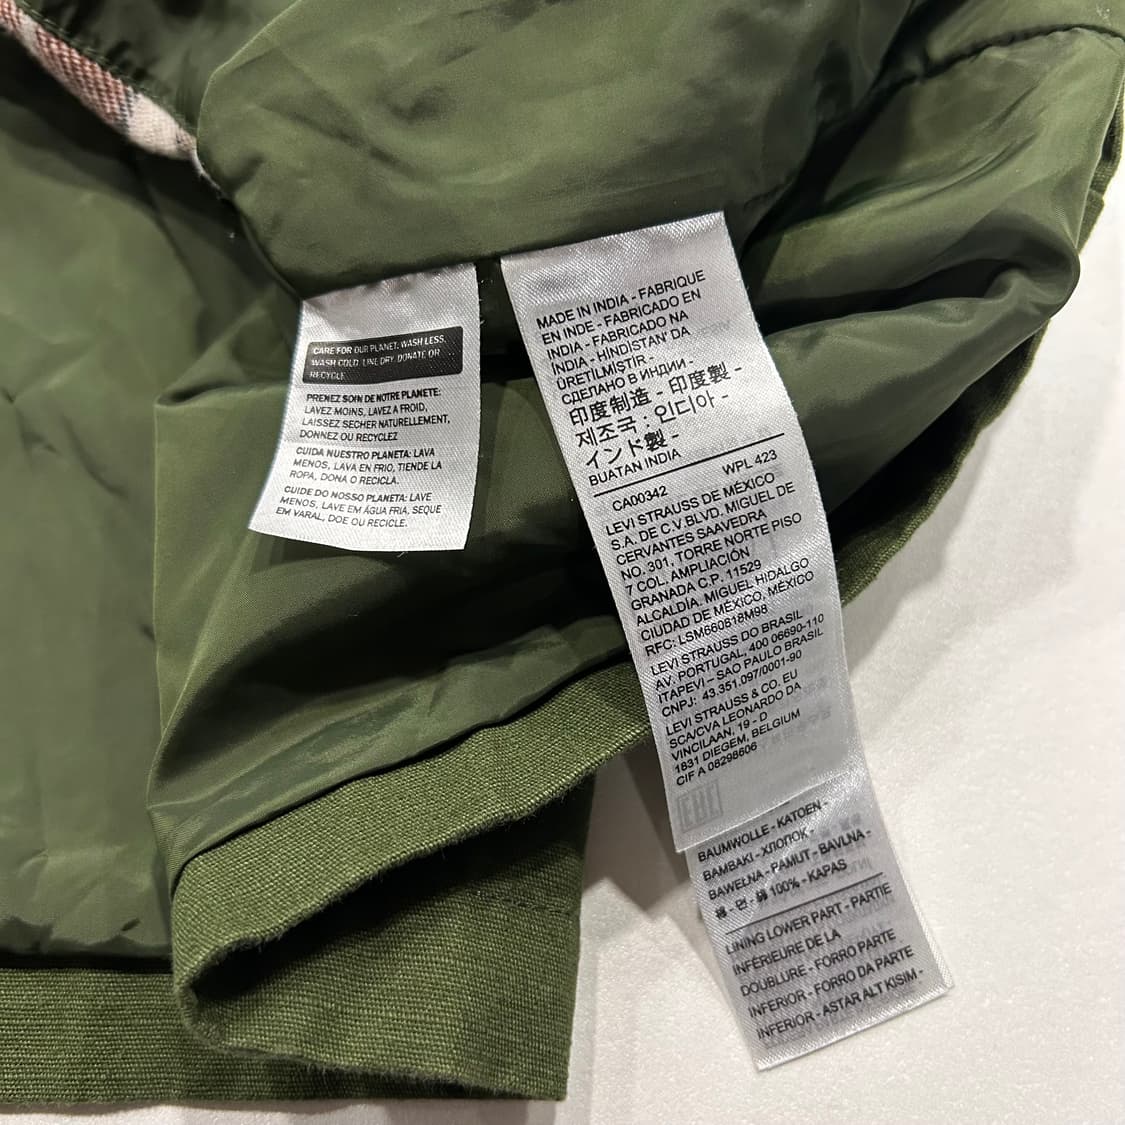 CARE FOR OUR PLANET: WASH LESS,
WASH COLD, LINE DRY, DONATE OR
RECYCLE
PRENEZ SOIN DE NOTRE PLANETE:
LAVEZ MOINS, LAVEZ A FROID,
LAISSEZ SECHER NATURELLEMENT,
DONNEZ OU RECYCLEZ
CUIDA NUESTRO PLANETA: LAVA
MENOS, LAVA EN FRIO, TIENDE LA
ROPA, DONA O RECICLA.
CUIDE DO NOSSO PLANETA: LAVE
MENOS, LAVE EM ÁGUA FRIA, SEQUE
EM VARAL, DOE OU RECICLE.
MADE IN INDIA - FABRIQUE
EN INDE - FABRICADO EN
INDIA - FABRICADO NA
INDIA - HİNDİSTAN' DA
ÜRETİLMİŞTİR -
СДЕЛАНО В ИНДИИ -
印度制造 - 印度製 -
제조국 : 인디아 -
インド製 -
BUATAN INDIA
WPL 423
CA00342
LEVI STRAUSS DE MÉXICO
S.A. DE C.V BLVD. MIGUEL DE
CERVANTES SAAVEDRA
NO. 301, TORRE NORTE PISO
7 COL. AMPLIACIÓN
GRANADA C.P. 11529
ALCALDÍA. MIGUEL HIDALGO
CIUDAD DE MÉXICO, MÉXICO
RFC: LSM660818M98
LEVI STRAUSS DO BRASIL
AV. PORTUGAL, 400 06690-110
ITAPEVI – SAO PAULO BRASIL
CNPJ: 43.351.097/0001-90
LEVI STRAUSS & CO. EU
SCA/CVA LEONARDO DA
VINCILAAN, 19 - D
1831 DIEGEM, BELGIUM
CIF A 08298606
EAC
BAUMWOLLE - KATOEN -
BAMBAKI - ХЛОПОК -
BAWEŁNA - PAMUT - BAVLNA -
棉 - 면 - 綿 100% - KAPAS
LINING LOWER PART - PARTIE
INFÉRIEURE DE LA
DOUBLURE - FORRO PARTE
INFERIOR - FORRO DA PARTE
INFERIOR - ASTAR ALT KISIM -